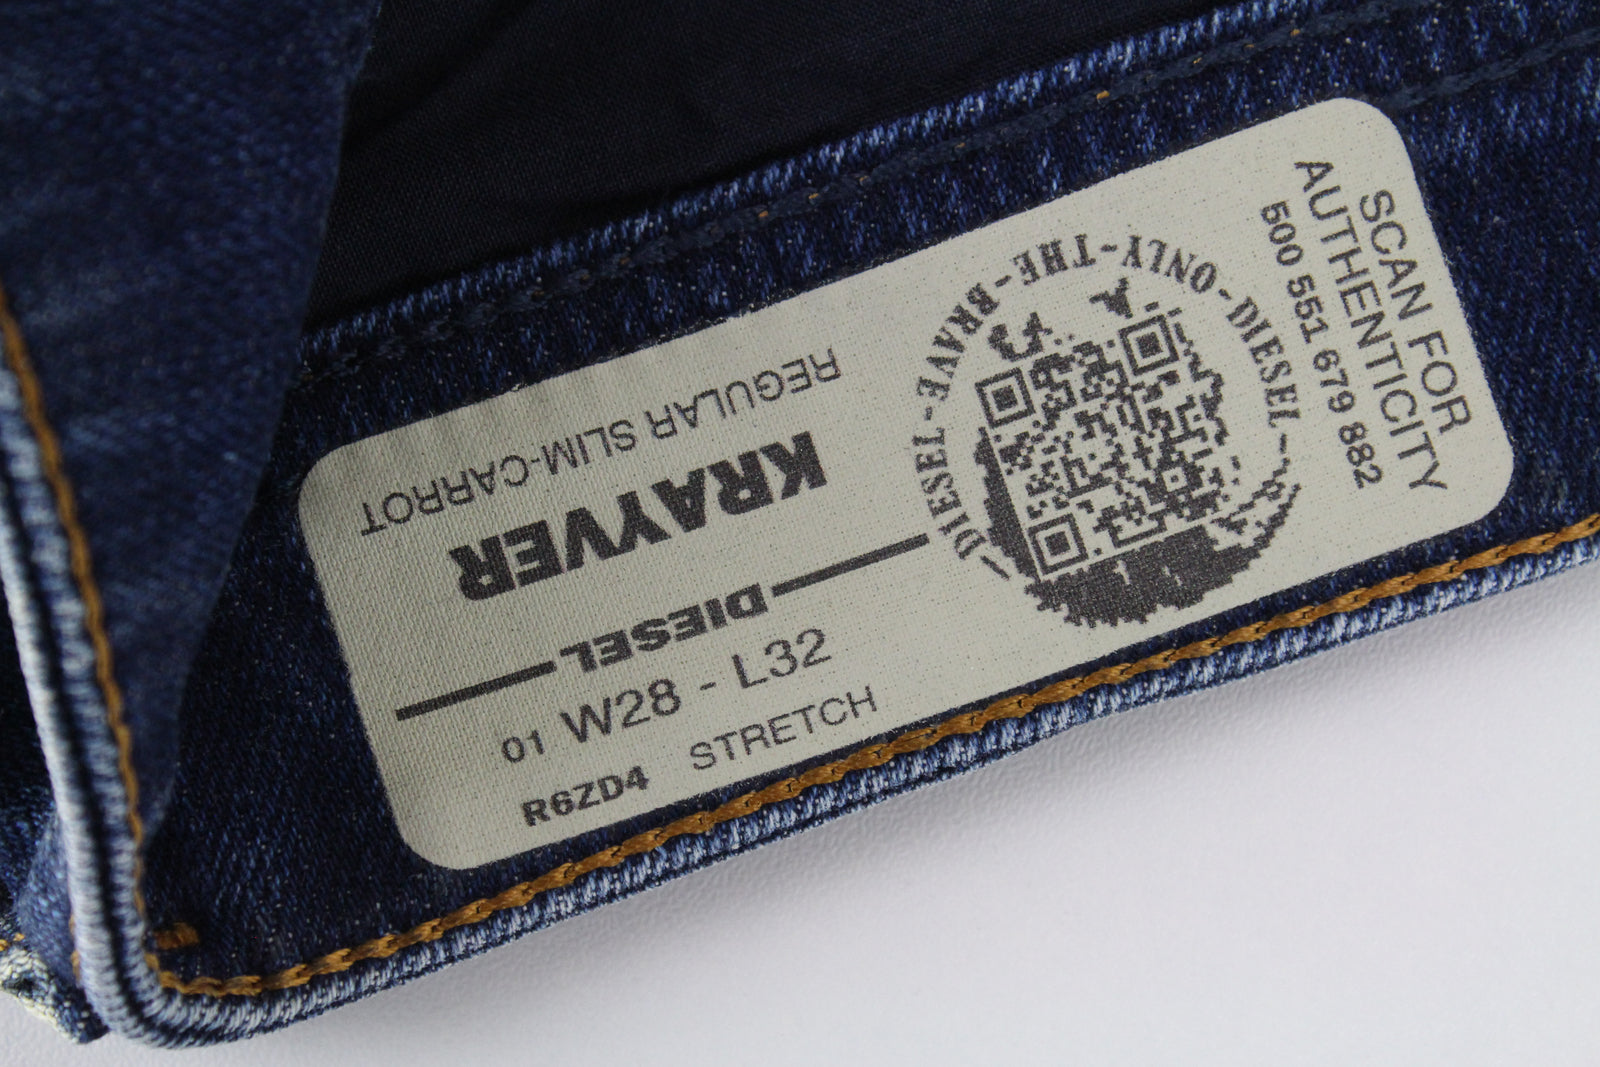 REGULAR SLIM-CARROT
KRAYVER
DIESEL
01 W28 - L32
R6ZD4 STRETCH
DIESEL-ONLY-THE-BRAVE-DIESEL-
SCAN FOR
AUTHENTICITY
500 551 679 882